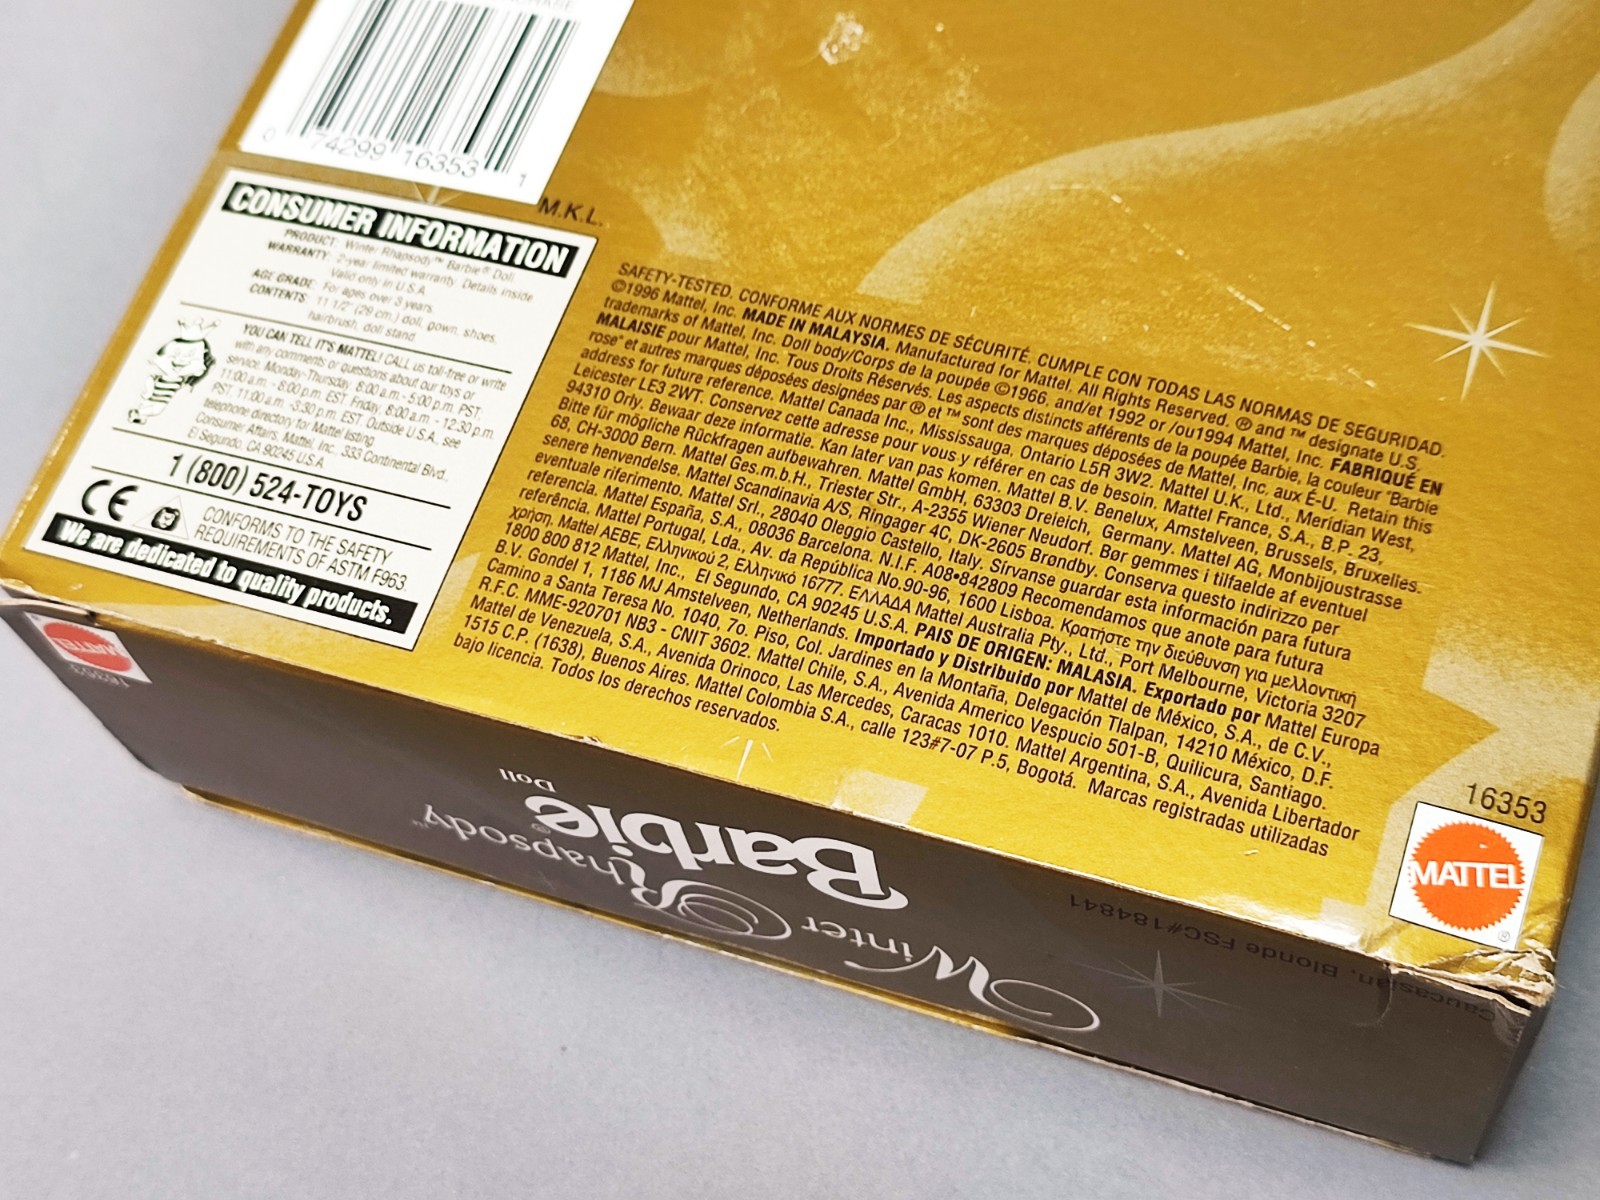 0 74299 16353 1
M.K.L.
CONSUMER INFORMATION
PRODUCT: Winter Rhapsody™ Barbie® Doll.
WARRANTY: 2-year limited warranty. Details inside.
Valid only in U.S.A.
AGE GRADE: For ages over 3 years.
CONTENTS: 11 1/2" (29 cm.) doll, gown, shoes,
hairbrush, doll stand.
YOU CAN TELL IT'S MATTEL! CALL US toll-free or write
with any comments or questions about our toys or
service. Monday-Thursday, 8:00 a.m. - 5:00 p.m. PST;
11:00 a.m. - 8:00 p.m. EST. Friday, 8:00 a.m. - 12:30 p.m.
PST, 11:00 a.m. -3:30 p.m. EST. Outside U.S.A., see
telephone directory for Mattel listing.
Consumer Affairs, Mattel, Inc., 333 Continental Blvd.,
El Segundo, CA 90245 U.S.A.
1 (800) 524-TOYS
CE
CONFORMS TO THE SAFETY
REQUIREMENTS OF ASTM F963.
We are dedicated to quality products.
SAFETY-TESTED. CONFORME AUX NORMES DE SÉCURITÉ. CUMPLE CON TODAS LAS NORMAS DE SEGURIDAD.
©1996 Mattel, Inc. MADE IN MALAYSIA. Manufactured for Mattel. All Rights Reserved. ® and ™ designate U.S.
trademarks of Mattel, Inc. Doll body/Corps de la poupée ©1966, and/et 1992 or /ou1994 Mattel, Inc. FABRIQUÉ EN
MALAISIE pour Mattel, Inc. Tous Droits Réservés. Les aspects distincts afférents de la poupée Barbie, la couleur "Barbie
rose" et autres marques déposées designées par ® et ™ sont des marques déposées de Mattel, Inc. aux É-U. Retain this
address for future reference. Mattel Canada Inc., Mississauga, Ontario L5R 3W2. Mattel U.K., Ltd., Meridian West,
Leicester LE3 2WT. Conservez cette adresse pour vous y référer en cas de besoin. Mattel France, S.A., B.P. 23,
94310 Orly. Bewaar deze informatie. Kan later van pas komen. Mattel B.V. Benelux, Amstelveen, Brussels, Bruxelles.
Bitte für mögliche Rückfragen aufbewahren. Mattel GmbH, 63303 Dreieich, Germany. Mattel AG, Monbijoustrasse
68, CH-3000 Bern. Mattel Ges.m.b.H., Triester Str., A-2355 Wiener Neudorf. Bør gemmes i tilfaelde af eventuel
senere henvendelse. Mattel Scandinavia A/S, Ringager 4C, DK-2605 Brøndby. Conserva questo indirizzo per
eventuale riferimento. Mattel Srl., 28040 Oleggio Castello, Italy. Sírvanse guardar esta información para futura
referencia. Mattel España, S.A., 08036 Barcelona. N.I.F. A08•842809 Recomendamos que anote para futura
referência, Mattel Portugal, Lda., Av. da República No.90-96, 1600 Lisboa. Κρατήστε την διεύθυνση για μελλοντική
χρήση. Mattel AEBE, Ελληνικού 2, Ελληνικό 16777. ΕΛΛΑΔΑ Mattel Australia Pty., Ltd., Port Melbourne, Victoria 3207
1800 800 812 Mattel, Inc., El Segundo, CA 90245 U.S.A. PAIS DE ORIGEN: MALASIA. Exportado por Mattel Europa
B.V. Gondel 1, 1186 MJ Amstelveen, Netherlands. Importado y Distribuido por Mattel de México, S.A., de C.V.,
Camino a Santa Teresa No. 1040, 7o. Piso, Col. Jardines en la Montaña, Delegación Tlalpan, 14210 México, D.F.
R.F.C. MME-920701 NB3 - CNIT 3602. Mattel Chile, S.A., Avenida Americo Vespucio 501-B, Quilicura, Santiago.
Mattel de Venezuela, S.A., Avenida Orinoco, Las Mercedes, Caracas 1010. Mattel Argentina, S.A., Avenida Libertador
1515 C.P. (1638), Buenos Aires. Mattel Colombia S.A., calle 123#7-07 P.5, Bogotá. Marcas registradas utilizadas
bajo licencia. Todos los derechos reservados.
16353
MATTEL
®
MATTEL
16353
Winter Rhapsody™
Barbie®
Doll
Caucasian, Blonde FSC#184841